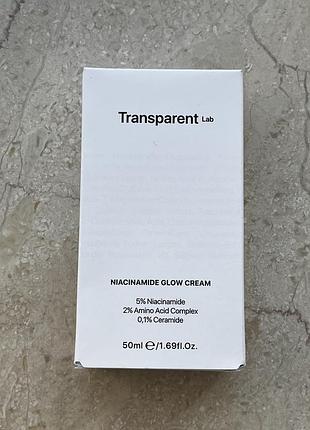 Transparent Lab
NIACINAMIDE GLOW CREAM
5% Niacinamide
2% Amino Acid Complex
0,1% Ceramide
50ml ℮/1.69fl.Oz.